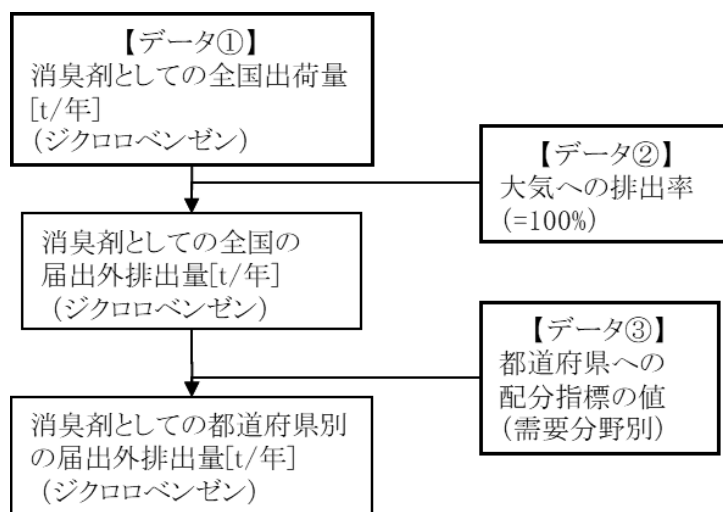 【データ①】
消臭剤としての全国出荷量
[t/年]
(ジクロロベンゼン)
【データ②】
大気への排出率
(=100%)
消臭剤としての全国の
届出外排出量[t/年]
(ジクロロベンゼン)
【データ③】
都道府県への
配分指標の値
(需要分野別)
消臭剤としての都道府県別
の届出外排出量[t/年]
(ジクロロベンゼン)